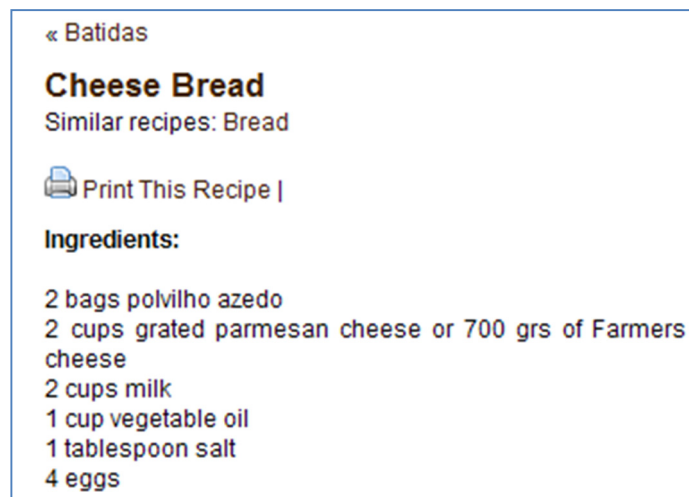 « Batidas
Cheese Bread
Similar recipes: Bread
Print This Recipe |
Ingredients:
2 bags polvilho azedo
2 cups grated parmesan cheese or 700 grs of Farmers
cheese
2 cups milk
1 cup vegetable oil
1 tablespoon salt
4 eggs